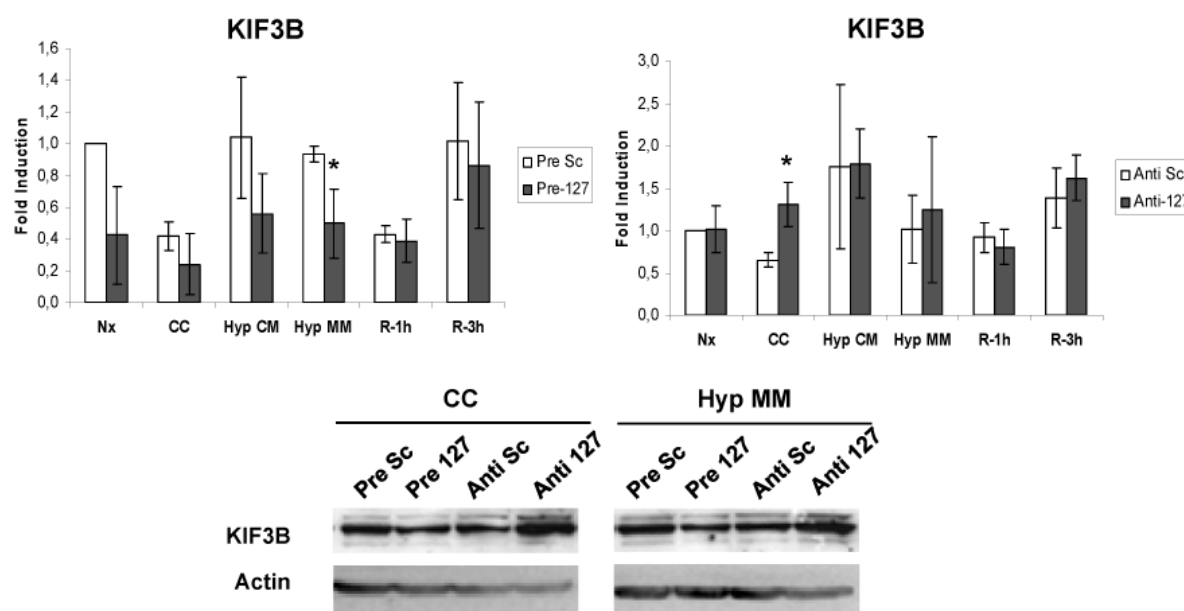 KIF3B
1,6
1,4
1,2
1,0
0,8
0,6
0,4
0,2
0,0
Fold Induction
*
Nx CC Hyp CM Hyp MM R-1h R-3h
Pre Sc
Pre-127
KIF3B
3,0
2,5
2,0
1,5
1,0
0,5
0,0
Fold Induction
*
Nx CC Hyp CM Hyp MM R-1h R-3h
Anti Sc
Anti-127
CC Hyp MM
Pre Sc Pre 127 Anti Sc Anti 127 Pre Sc Pre 127 Anti Sc Anti 127
KIF3B
Actin